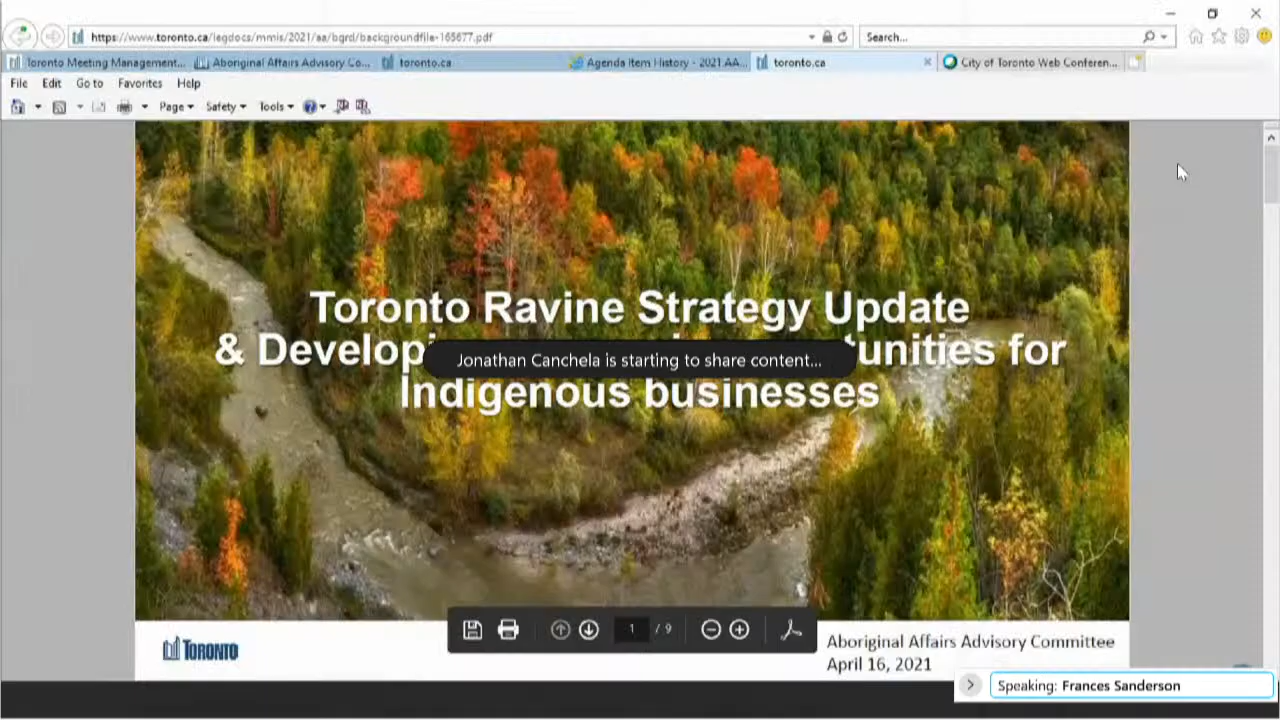 https://www.toronto.ca/legdocs/mmis/2021/aa/bgrd/backgroundfile-165677.pdf
Search...
Toronto Meeting Management...
Aboriginal Affairs Advisory Co...
toronto.ca
Agenda Item History - 2021.AA...
toronto.ca
City of Toronto Web Conferen...
File Edit Go to Favorites Help
Page Safety Tools
Toronto Ravine Strategy Update
& Develop tunities for
Jonathan Canchela is starting to share content...
Indigenous businesses
1 / 9
TORONTO
Aboriginal Affairs Advisory Committee
April 16, 2021
Speaking: Frances Sanderson